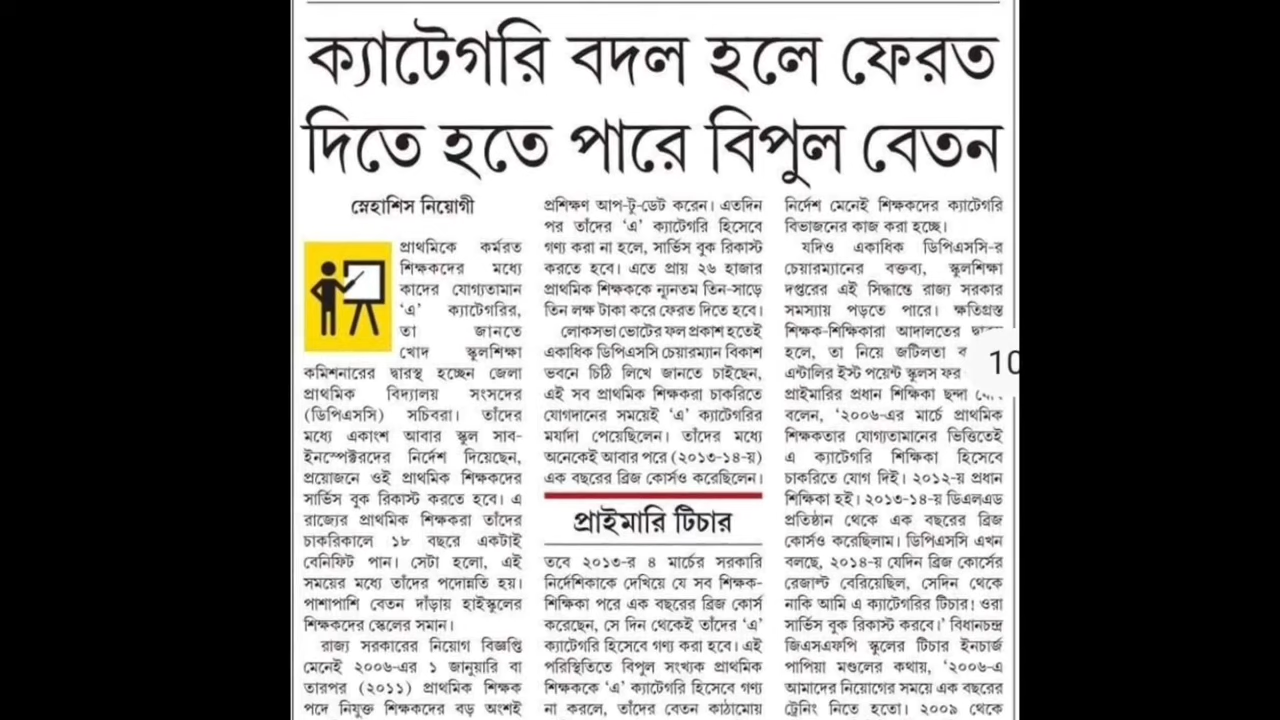 ক্যাটেগরি বদল হলে ফেরত
দিতে হতে পারে বিপুল বেতন
স্নেহাশিস নিয়োগী
প্রাথমিকে কর্মরত
শিক্ষকদের মধ্যে
কাদের যোগ্যতামান
‘এ’ ক্যাটেগরির,
তা জানতে
খোদ স্কুলশিক্ষা
কমিশনারের দ্বারস্থ হচ্ছেন জেলা
প্রাথমিক বিদ্যালয় সংসদের
(ডিপিএসসি) সচিবরা। তাঁদের
মধ্যে একাংশ আবার স্কুল সাব-
ইনস্পেক্টরদের নির্দেশ দিয়েছেন,
প্রয়োজনে ওই প্রাথমিক শিক্ষকদের
সার্ভিস বুক রিকাস্ট করতে হবে। এ
রাজ্যের প্রাথমিক শিক্ষকরা তাঁদের
চাকরিকালে ১৮ বছরে একটাই
বেনিফিট পান। সেটা হলো, এই
সময়ের মধ্যে তাঁদের পদোন্নতি হয়।
পাশাপাশি বেতন দাঁড়ায় হাইস্কুলের
শিক্ষকদের স্কেলের সমান।
রাজ্য সরকারের নিয়োগ বিজ্ঞপ্তি
মেনেই ২০০৬-এর ১ জানুয়ারি বা
তারপর (২০১১) প্রাথমিক শিক্ষক
পদে নিযুক্ত শিক্ষকদের বড় অংশই
প্রশিক্ষণ আপ-টু-ডেট করেন। এতদিন
পর তাঁদের ‘এ’ ক্যাটেগরি হিসেবে
গণ্য করা না হলে, সার্ভিস বুক রিকাস্ট
করতে হবে। এতে প্রায় ২৬ হাজার
প্রাথমিক শিক্ষককে ন্যূনতম তিন-সাড়ে
তিন লক্ষ টাকা করে ফেরত দিতে হবে।
লোকসভা ভোটের ফল প্রকাশ হতেই
একাধিক ডিপিএসসি চেয়ারম্যান বিকাশ
ভবনে চিঠি লিখে জানতে চাইছেন,
এই সব প্রাথমিক শিক্ষকরা চাকরিতে
যোগদানের সময়েই ‘এ’ ক্যাটেগরির
মর্যাদা পেয়েছিলেন। তাঁদের মধ্যে
অনেকেই আবার পরে (২০১৩-১৪-য়)
এক বছরের ব্রিজ কোর্সও করেছিলেন।
প্রাইমারি টিচার
তবে ২০১৩-র ৪ মার্চের সরকারি
নির্দেশিকাকে দেখিয়ে যে সব শিক্ষক-
শিক্ষিকা পরে এক বছরের ব্রিজ কোর্স
করেছেন, সে দিন থেকেই তাঁদের ‘এ’
ক্যাটেগরি হিসেবে গণ্য করা হবে। এই
পরিস্থিতিতে বিপুল সংখ্যক প্রাথমিক
শিক্ষককে ‘এ’ ক্যাটেগরি হিসেবে গণ্য
না করলে, তাঁদের বেতন কাঠামোয়
নির্দেশ মেনেই শিক্ষকদের ক্যাটেগরি
বিভাজনের কাজ করা হচ্ছে।
যদিও একাধিক ডিপিএসসি-র
চেয়ারম্যানের বক্তব্য, স্কুলশিক্ষা
দপ্তরের এই সিদ্ধান্তে রাজ্য সরকার
সমস্যায় পড়তে পারে। ক্ষতিগ্রস্ত
শিক্ষক-শিক্ষিকারা আদালতের
হলে, তা নিয়ে জটিলতা
এন্টালির ইস্ট পয়েন্ট স্কুলস ফর
10
প্রাইমারির প্রধান শিক্ষিকা ছন্দা
বলেন, ‘২০০৬-এর মার্চে প্রাথমিক
শিক্ষকতার যোগ্যতামানের ভিত্তিতেই
এ ক্যাটেগরি শিক্ষিকা হিসেবে
চাকরিতে যোগ দিই। ২০১২-য় প্রধান
শিক্ষিকা হই। ২০১৩-১৪-য় ডিএলএড
প্রতিষ্ঠান থেকে এক বছরের ব্রিজ
কোর্সও করেছিলাম। ডিপিএসসি এখন
বলছে, ২০১৪-য় যেদিন ব্রিজ কোর্সের
রেজাল্ট বেরিয়েছিল, সেদিন থেকে
নাকি আমি এ ক্যাটেগরির টিচার! ওরা
সার্ভিস বুক রিকাস্ট করবে।’ বিধানচন্দ্র
জিএসএফপি স্কুলের টিচার ইনচার্জ
পাপিয়া মণ্ডলের কথায়, ‘২০০৬-এ
আমাদের নিয়োগের সময়ে এক বছরের
ট্রেনিং নিতে হতো। ২০০৯ থেকে